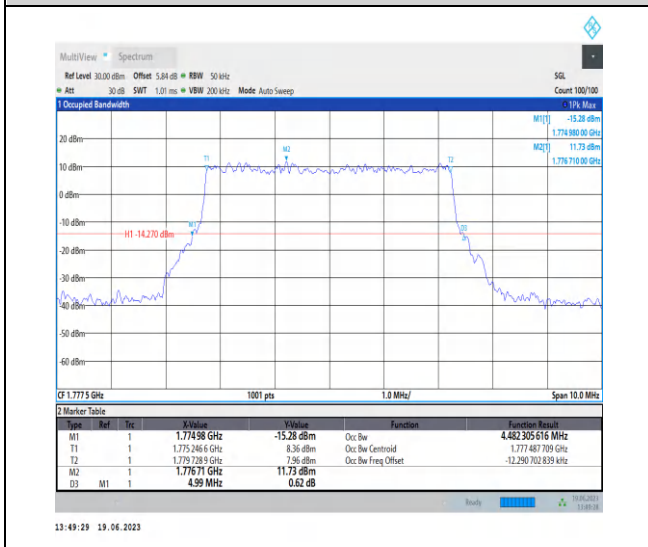 MultiView Spectrum
Ref Level 30.00 dBm Offset 5.84 dB RBW 50 kHz SGL
Att 30 dB SWT 1.01 ms VBW 200 kHz Mode Auto Sweep Count 100/100
1 Occupied Bandwidth 1Pk Max
M1[1] -15.28 dBm
1.774 980 00 GHz
M2[1] 11.73 dBm
1.776 710 00 GHz
20 dBm
T1 M2 T2
10 dBm
0 dBm
-10 dBm
M1 D3
H1 -14.270 dBm
-20 dBm
-30 dBm
-40 dBm
-50 dBm
-60 dBm
CF 1.777 5 GHz 1001 pts 1.0 MHz/ Span 10.0 MHz
2 Marker Table
Type Ref Trc X-Value Y-Value Function Function Result
M1 1 1.774 98 GHz -15.28 dBm Occ Bw 4.482 305 616 MHz
T1 1 1.775 246 6 GHz 8.36 dBm Occ Bw Centroid 1.777 487 709 GHz
T2 1 1.779 728 9 GHz 7.96 dBm Occ Bw Freq Offset -12.290 702 839 kHz
M2 1 1.776 71 GHz 11.73 dBm
D3 M1 1 4.99 MHz 0.62 dB
Ready 19.06.2023
13:49:28
13:49:29 19.06.2023